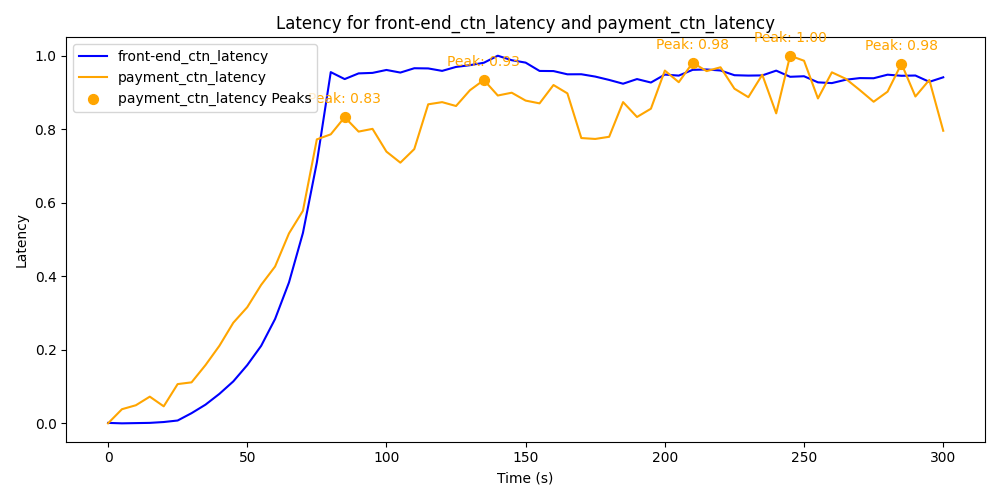 Latency for front-end_ctn_latency and payment_ctn_latency
Peak: 1.00
Peak: 0.98
Peak: 0.98
Peak: 0.93
Peak: 0.83
front-end_ctn_latency
payment_ctn_latency
payment_ctn_latency Peaks
Latency
1.0
0.8
0.6
0.4
0.2
0.0
0 50 100 150 200 250 300
Time (s)